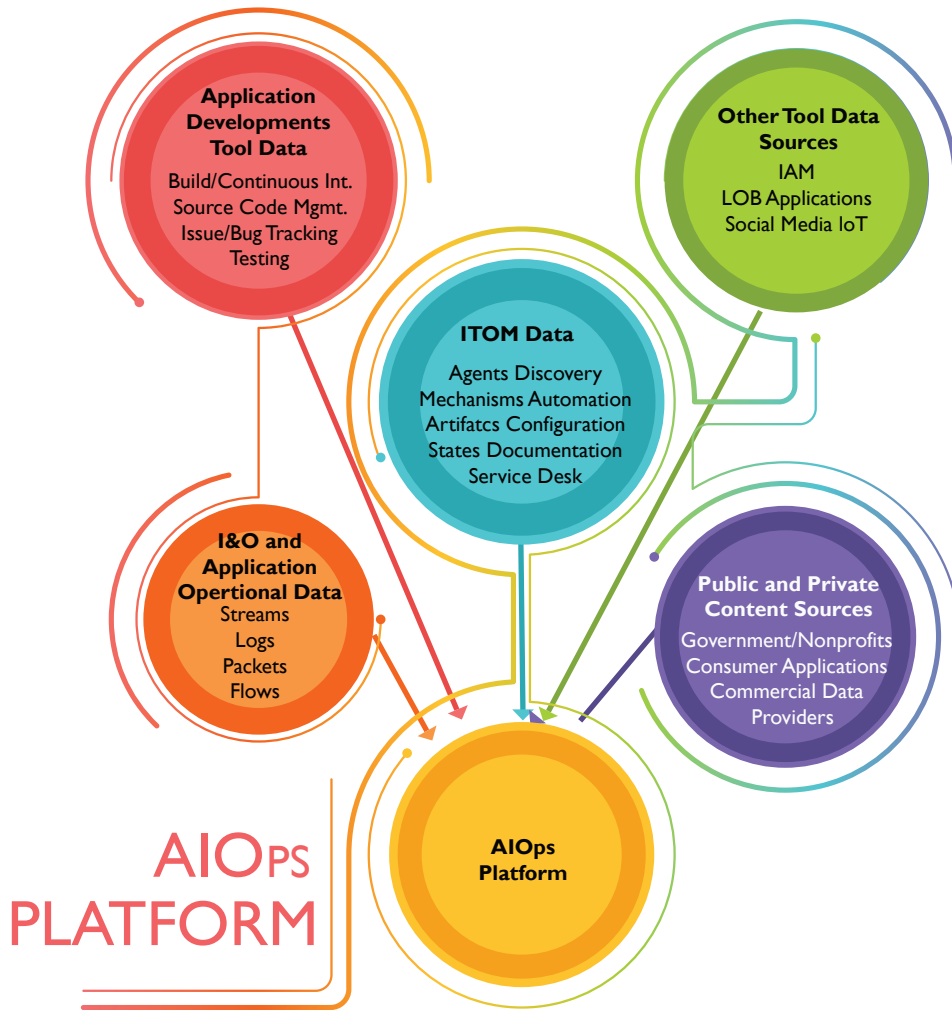 Application
Developments
Tool Data
Build/Continuous Int.
Source Code Mgmt.
Issue/Bug Tracking
Testing
Other Tool Data
Sources
IAM
LOB Applications
Social Media IoT
ITOM Data
Agents Discovery
Mechanisms Automation
Artifatcs Configuration
States Documentation
Service Desk
I&O and
Application
Opertional Data
Streams
Logs
Packets
Flows
Public and Private
Content Sources
Government/Nonprofits
Consumer Applications
Commercial Data
Providers
AIOps
Platform
AIOPS
PLATFORM